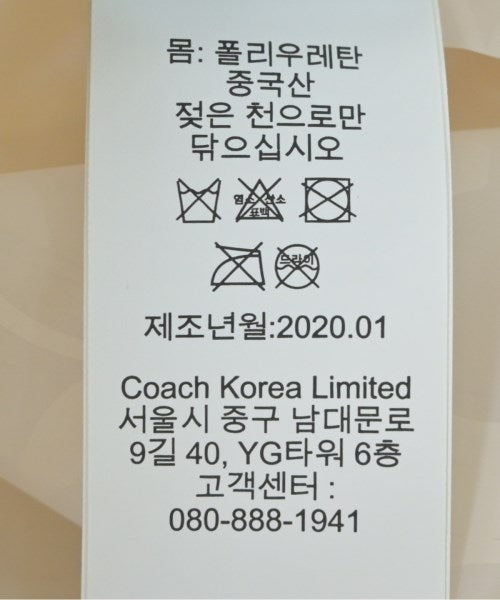 몸: 폴리우레탄
중국산
젖은 천으로만
닦으십시오
염소 산소
표백
드라이
제조년월:2020.01
Coach Korea Limited
서울시 중구 남대문로
9길 40, YG타워 6층
고객센터 :
080-888-1941